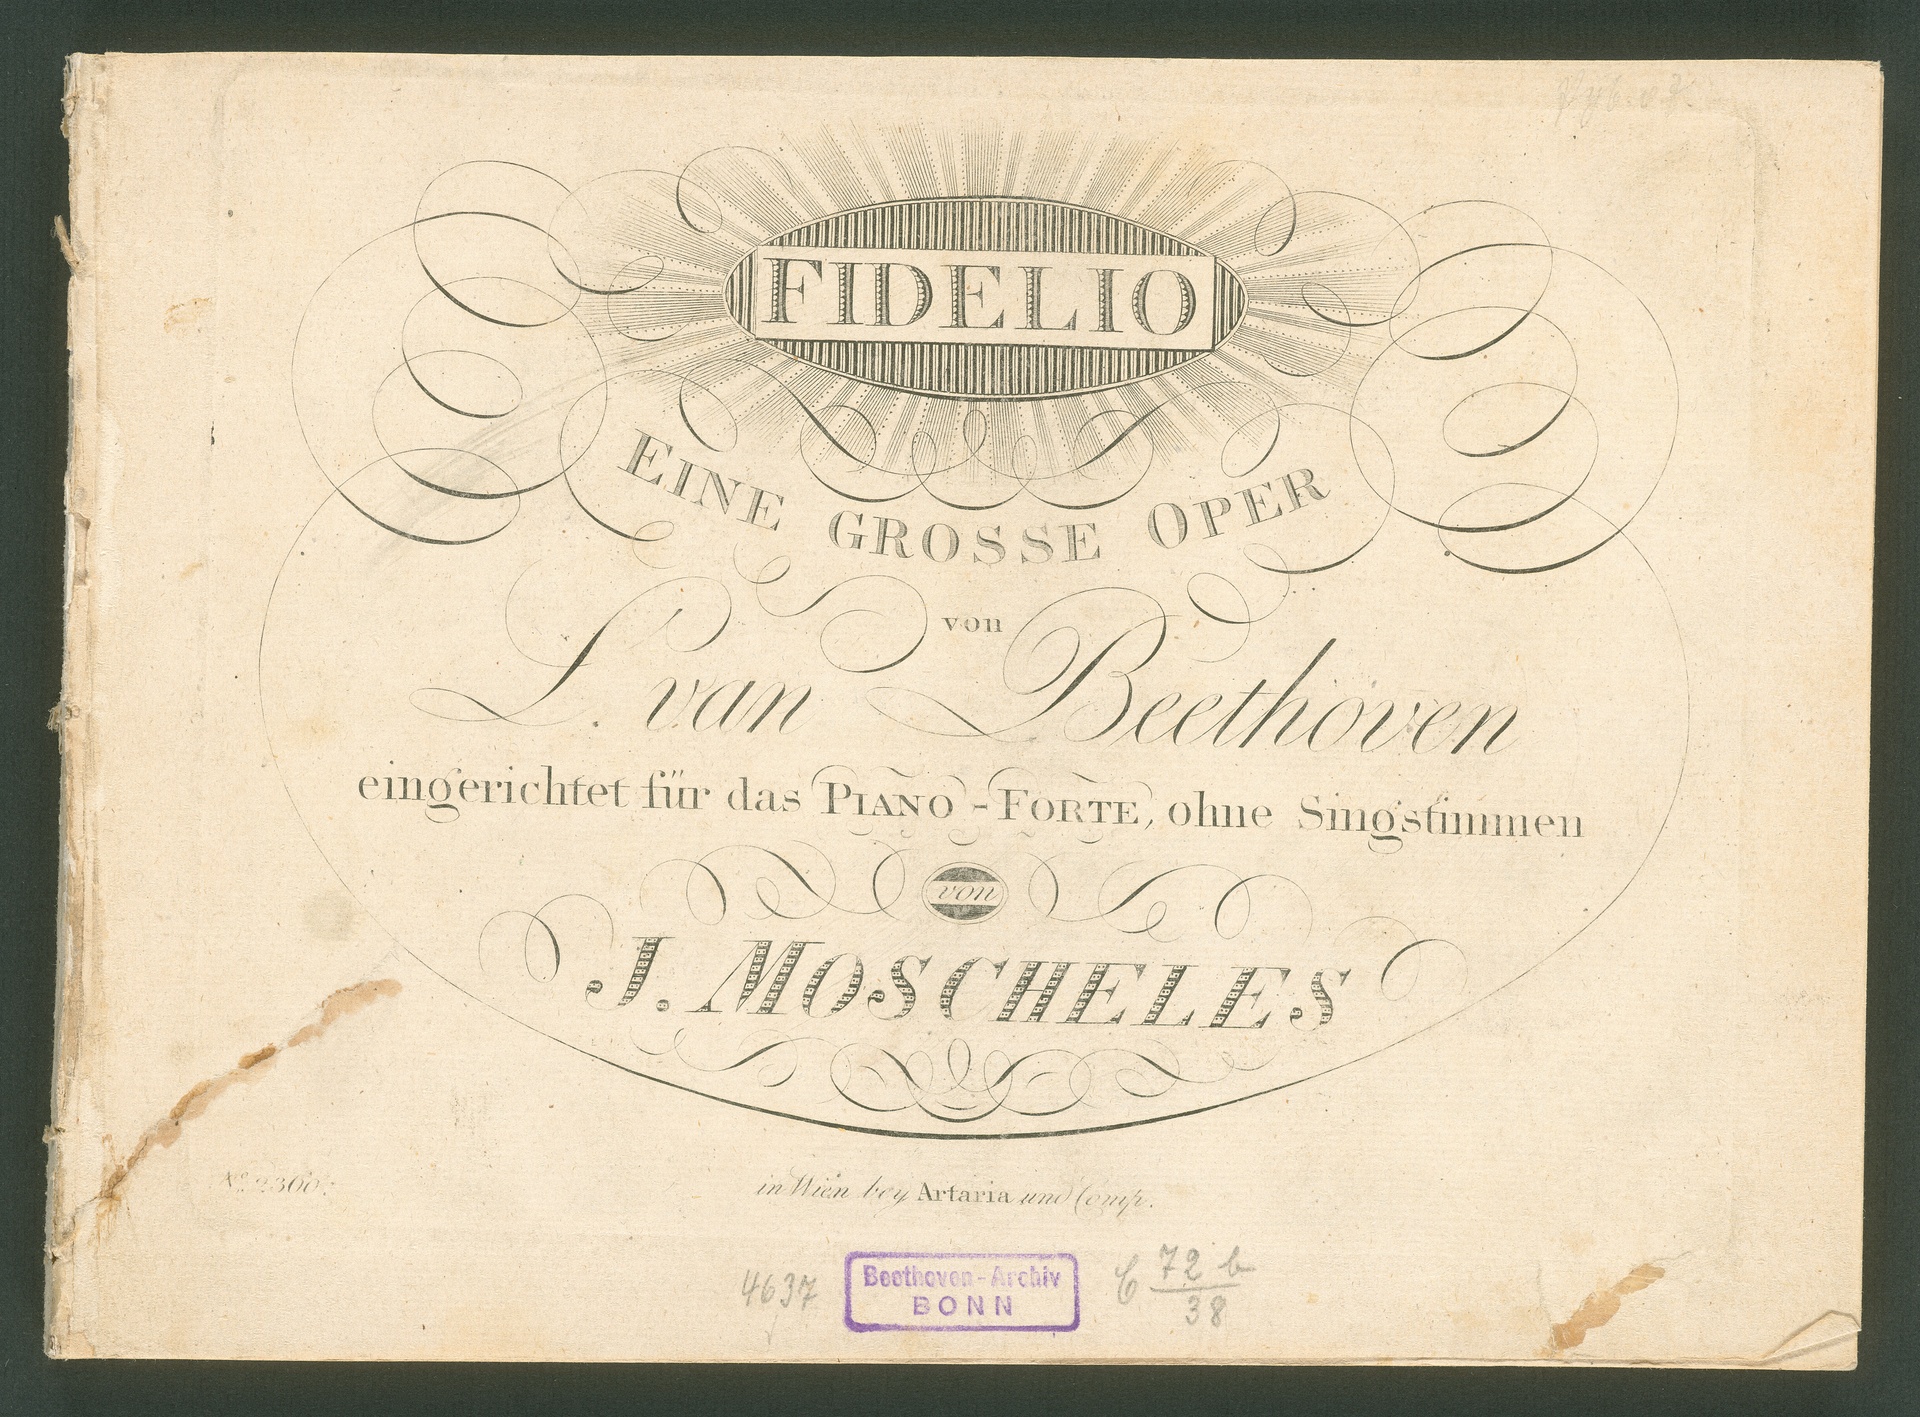 FIDELIO
EINE GROSSE OPER
von
L. van Beethoven
eingerichtet für das PIANO-FORTE, ohne Singstimmen
von
J. MOSCHELES
in Wien bey Artaria und Comp.
4637
Beethoven-Archiv
BONN
C 72 b
38